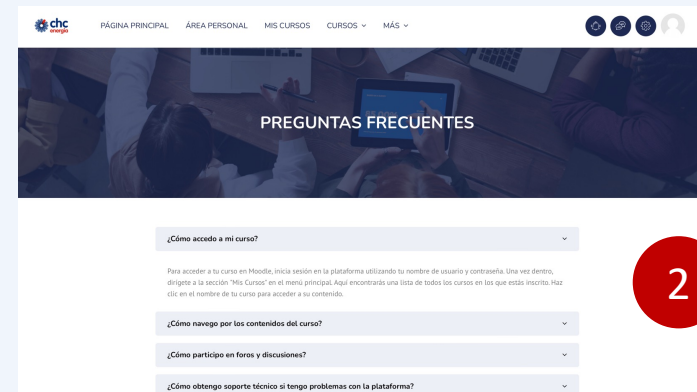 chc
energía
PÁGINA PRINCIPAL ÁREA PERSONAL MIS CURSOS CURSOS MÁS
PREGUNTAS FRECUENTES
¿Cómo accedo a mi curso?
Para acceder a tu curso en Moodle, inicia sesión en la plataforma utilizando tu nombre de usuario y contraseña. Una vez dentro,
dirígete a la sección "Mis Cursos" en el menú principal. Aquí encontrarás una lista de todos los cursos en los que estás inscrito. Haz
clic en el nombre de tu curso para acceder a su contenido.
2
¿Cómo navego por los contenidos del curso?
¿Cómo participo en foros y discusiones?
¿Cómo obtengo soporte técnico si tengo problemas con la plataforma?